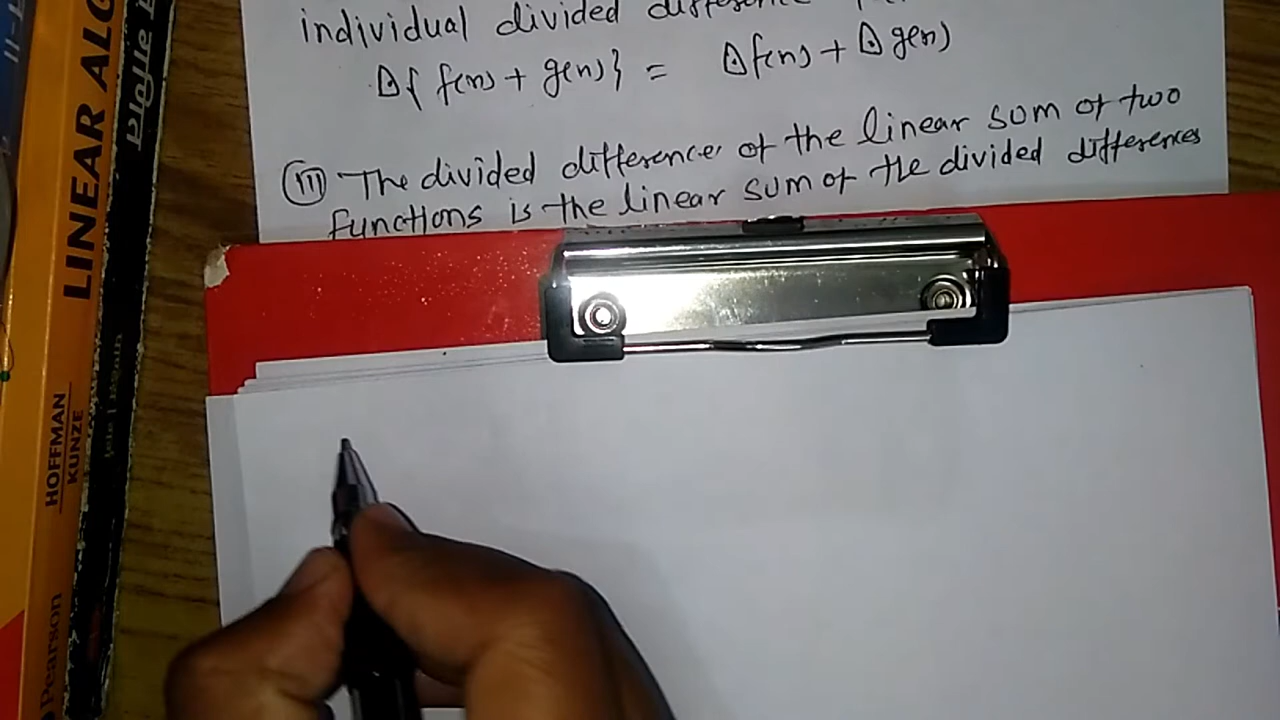 individual divided difference
⍋{ f(n) + g(n)} = ⍋f(n) + ⍋g(n)
(III) The divided difference of the linear sum of two
functions is the linear sum of the divided differences
LINEAR ALG
HOFFMAN
KUNZE
Pearson